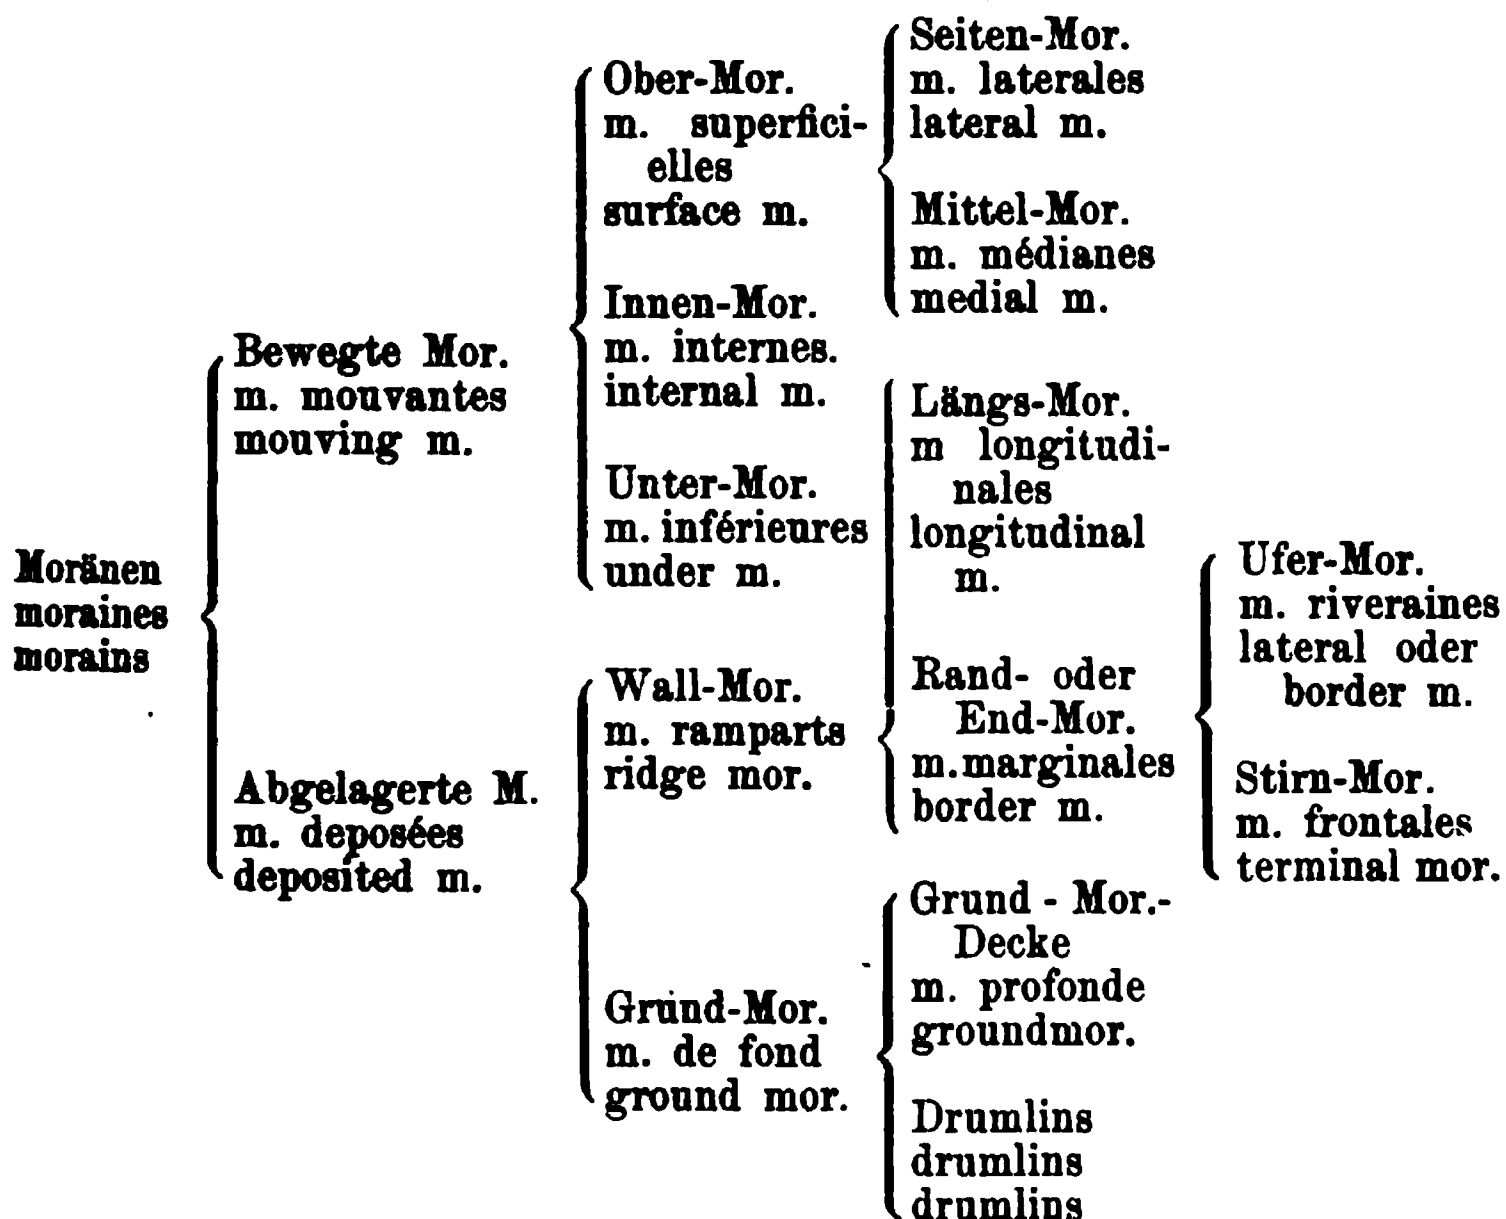 Moränen
moraines
morains
Bewegte Mor.
m. mouvantes
mouving m.
Abgelagerte M.
m. deposées
deposited m.
Ober-Mor.
m. superfici-
elles
surface m.
Innen-Mor.
m. internes.
internal m.
Unter-Mor.
m. inférieures
under m.
Wall-Mor.
m. ramparts
ridge mor.
Grund-Mor.
m. de fond
ground mor.
Seiten-Mor.
m. laterales
lateral m.
Mittel-Mor.
m. médianes
medial m.
Längs-Mor.
m longitudi-
nales
longitudinal
m.
Rand- oder
End-Mor.
m. marginales
border m.
Grund - Mor.-
Decke
m. profonde
groundmor.
Drumlins
drumlins
drumlins
Ufer-Mor.
m. riveraines
lateral oder
border m.
Stirn-Mor.
m. frontales
terminal mor.